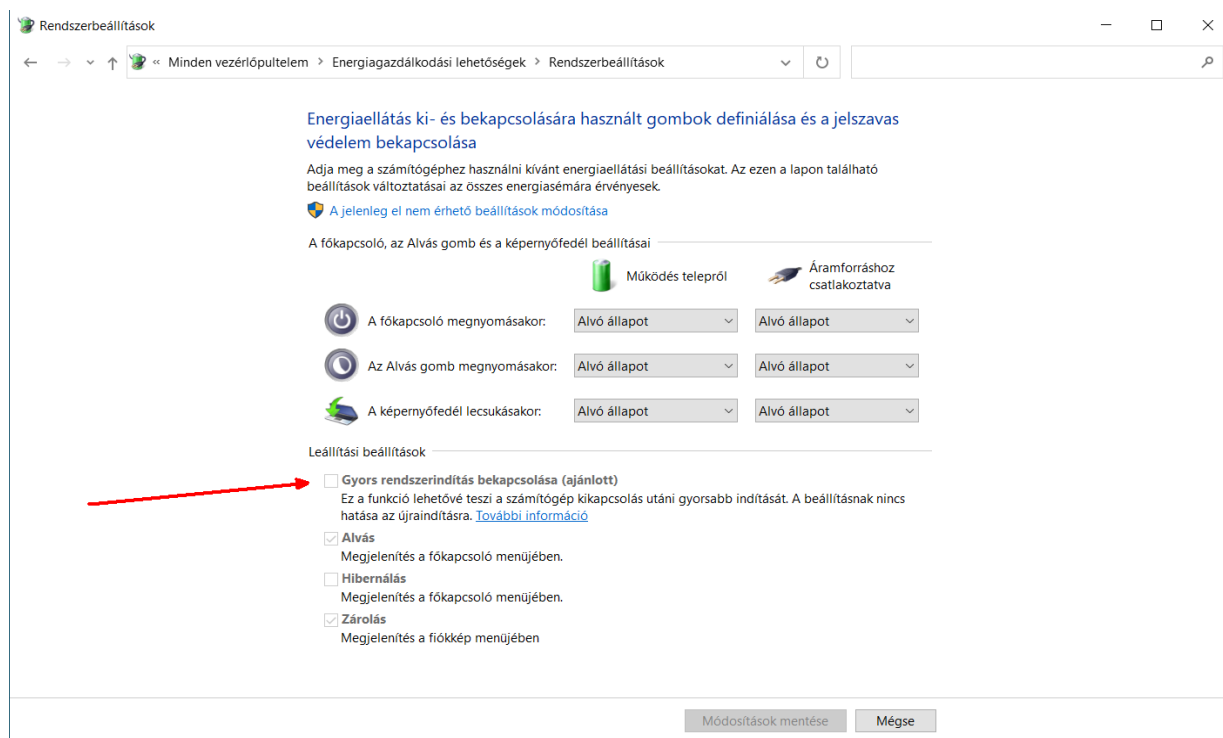 Rendszerbeállítások
« Minden vezérlőpultelem > Energiagazdálkodási lehetőségek > Rendszerbeállítások
Energiaellátás ki- és bekapcsolására használt gombok definiálása és a jelszavas
védelem bekapcsolása
Adja meg a számítógéphez használni kívánt energiaellátási beállításokat. Az ezen a lapon található
beállítások változtatásai az összes energiasémára érvényesek.
A jelenleg el nem érhető beállítások módosítása
A főkapcsoló, az Alvás gomb és a képernyőfedél beállításai
Működés telepről
Áramforráshoz
csatlakoztatva
A főkapcsoló megnyomásakor: Alvó állapot Alvó állapot
Az Alvás gomb megnyomásakor: Alvó állapot Alvó állapot
A képernyőfedél lecsukásakor: Alvó állapot Alvó állapot
Leállítási beállítások
Gyors rendszerindítás bekapcsolása (ajánlott)
Ez a funkció lehetővé teszi a számítógép kikapcsolás utáni gyorsabb indítását. A beállításnak nincs
hatása az újraindításra. További információ
Alvás
Megjelenítés a főkapcsoló menüjében.
Hibernálás
Megjelenítés a főkapcsoló menüjében.
Zárolás
Megjelenítés a fiókkép menüjében
Módosítások mentése Mégse